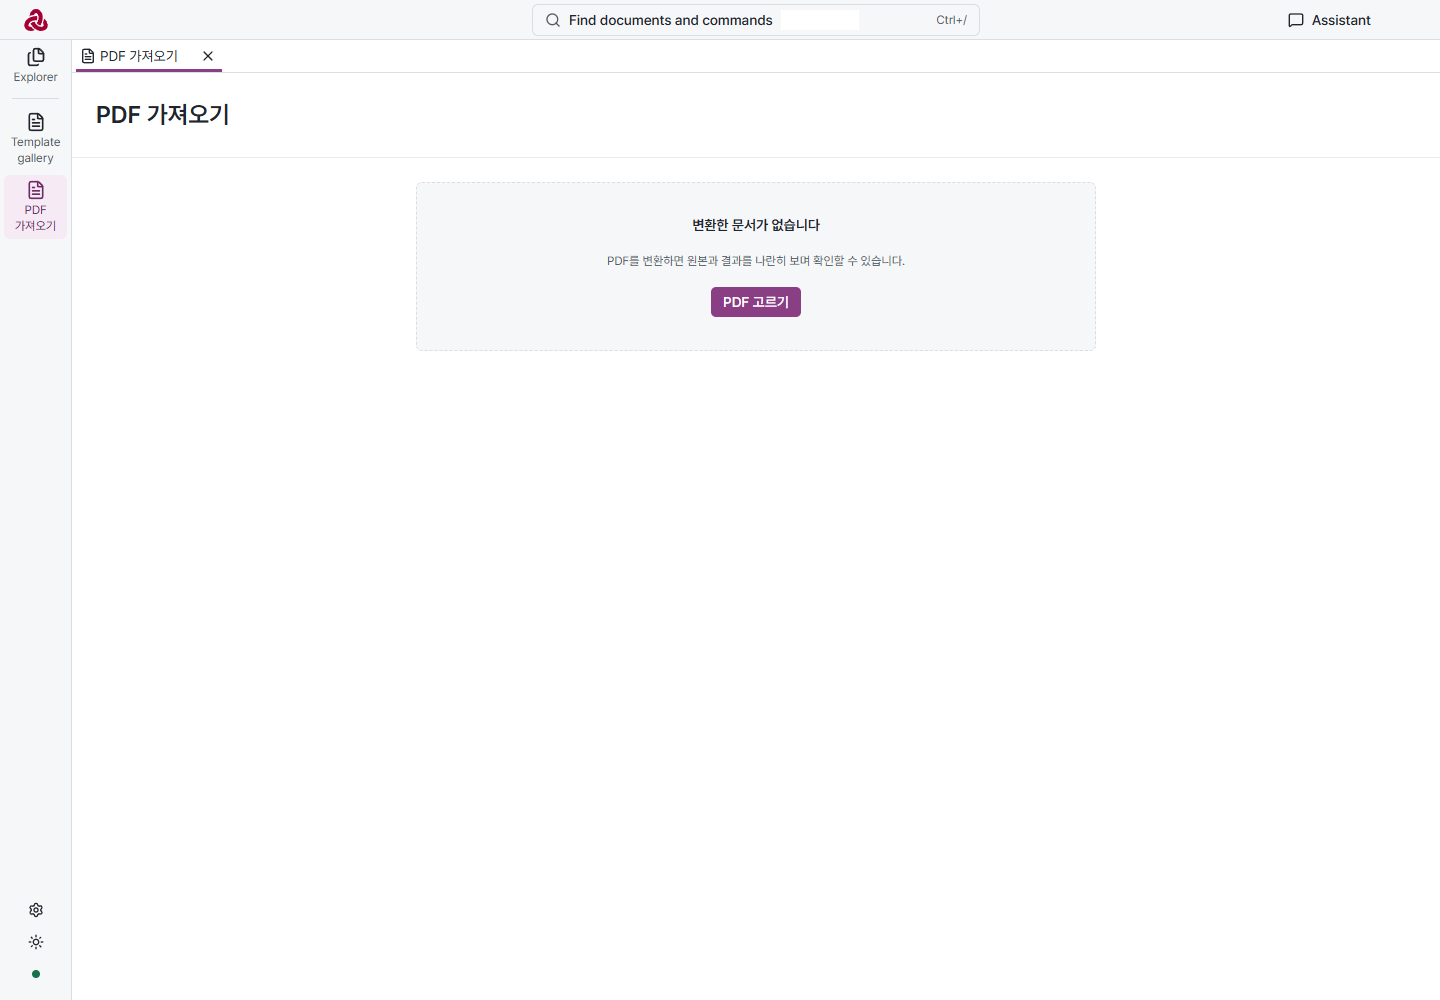 Find documents and commands
Ctrl+/
Assistant
Explorer
Template
gallery
PDF
가져오기
PDF 가져오기
PDF 가져오기
변환한 문서가 없습니다
PDF를 변환하면 원본과 결과를 나란히 보며 확인할 수 있습니다.
PDF 고르기